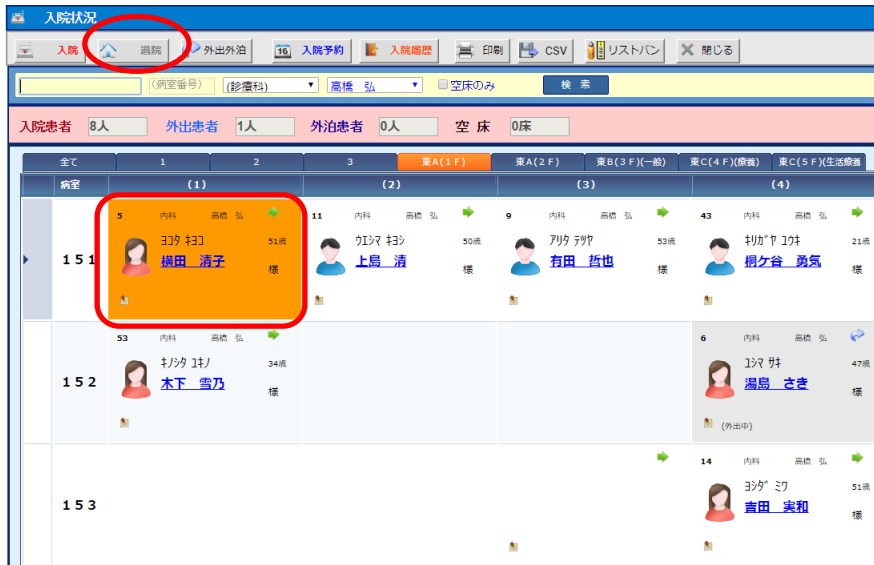 入院状況
入院 退院 外出外泊 16 入院予約 入院履歴 印刷 CSV リストバン 閉じる
(病室番号) (診療科) 高橋 弘 空床のみ 検 索
入院患者 8人 外出患者 1人 外泊患者 0人 空 床 0床
全て 1 2 3 東A(1F) 東A(2F) 東B(3F)(一般) 東C(4F)(療養) 東C(5F)(生活療養
病室 (1) (2) (3) (4)
5 内科 高橋 弘 11 内科 高橋 弘 9 内科 高橋 弘 43 内科 高橋 弘
ヨコタ キヨコ 51歳 ウエシマ キヨシ 50歳 アリタ テツヤ 53歳 キリガヤ ユウキ 21歳
151 横田 清子 様 上島 清 様 有田 哲也 様 桐ケ谷 勇気 様
53 内科 高橋 弘 6 内科 高橋 弘
キノシタ ユキノ 34歳 ユシマ サキ 47歳
152 木下 雪乃 様 湯島 さき 様
(外出中)
14 内科 高橋 弘
ヨシダ ミワ 51歳
153 吉田 実和 様